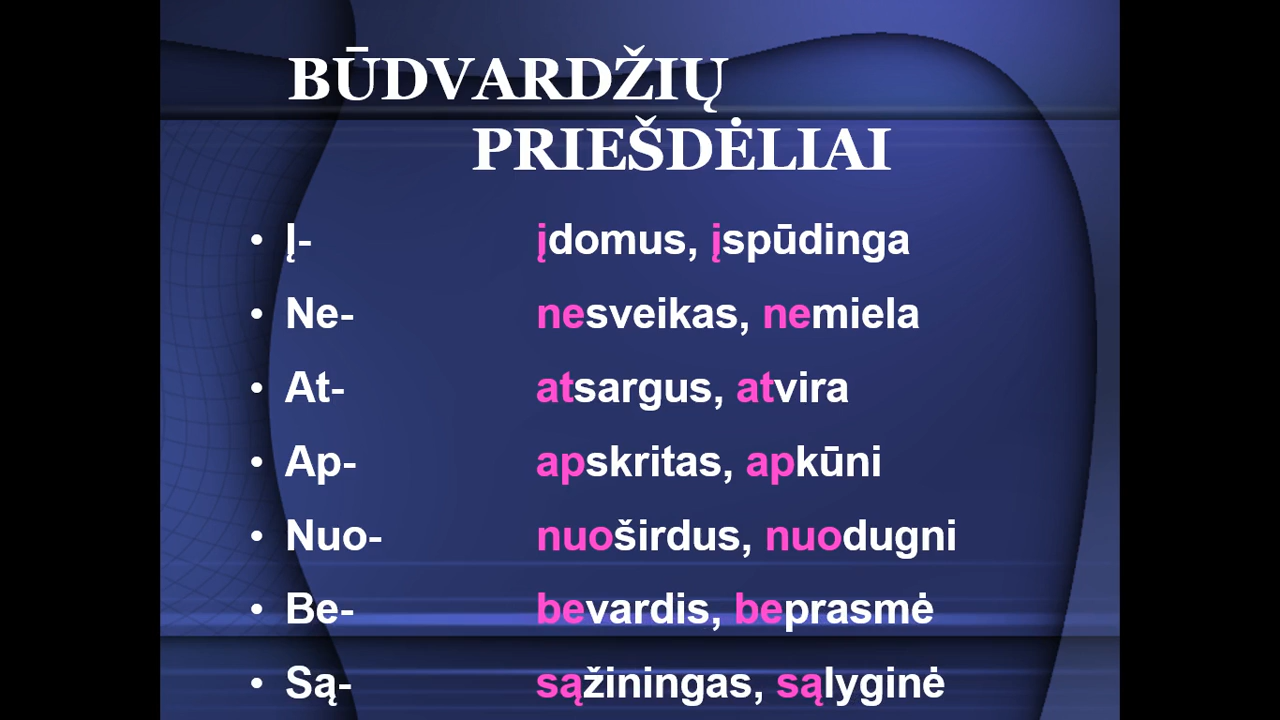 BŪDVARDŽIŲ
PRIEŠDĖLIAI
• Į- įdomus, įspūdinga
• Ne- nesveikas, nemiela
• At- atsargus, atvira
• Ap- apskritas, apkūni
• Nuo- nuoširdus, nuodugni
• Be- bevardis, beprasmė
• Są- sąžiningas, sąlyginė